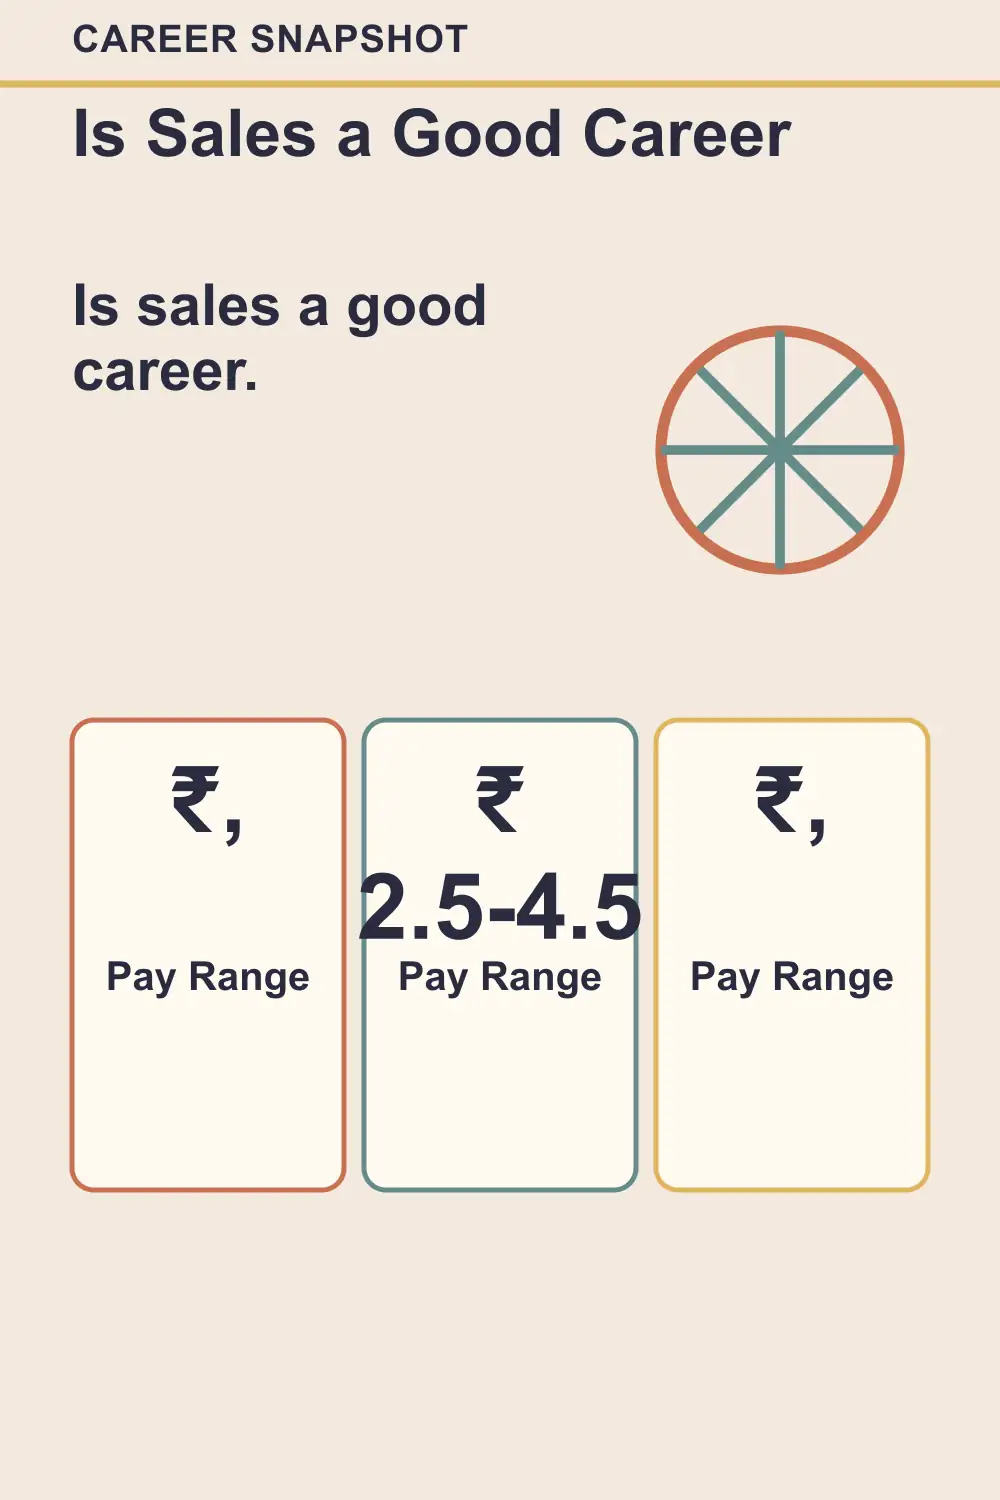 CAREER SNAPSHOT
Is Sales a Good Career
Is sales a good
career.
₹,
Pay Range
₹
2.5-4.5
Pay Range
₹,
Pay Range